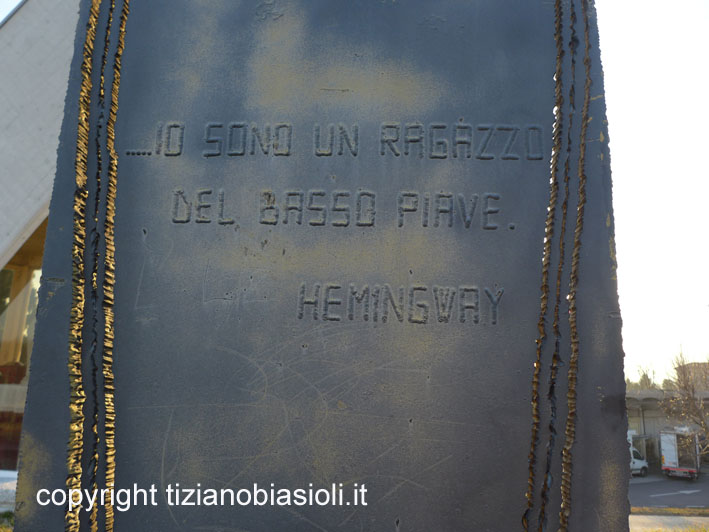 .....IO SONO UN RAGAZZO
DEL BASSO PIAVE.
HEMINGWAY
copyright tizianobiasioli.it